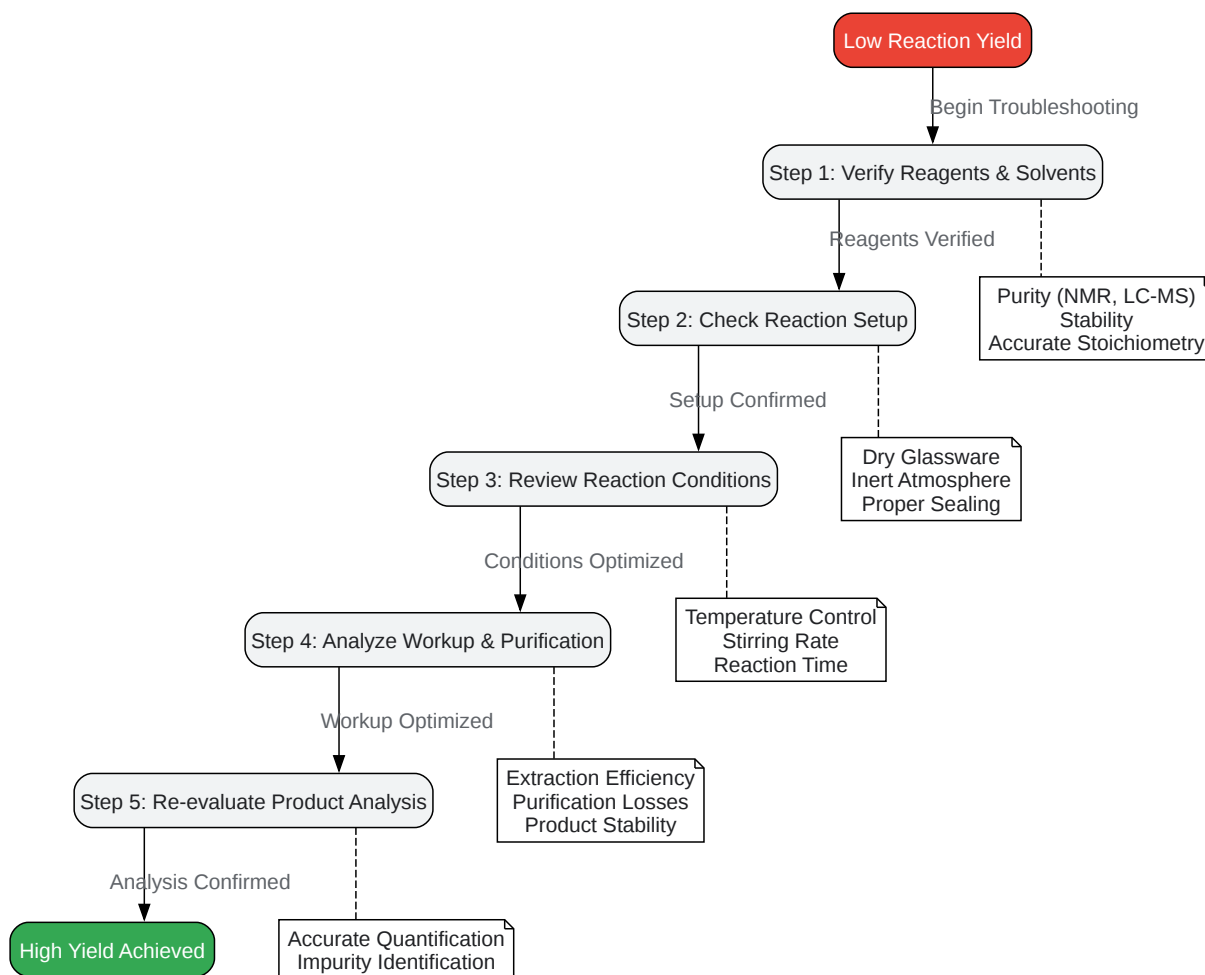 Low Reaction Yield
Begin Troubleshooting
Step 1: Verify Reagents & Solvents
Reagents Verified
Purity (NMR, LC-MS)
Stability
Accurate Stoichiometry
Step 2: Check Reaction Setup
Setup Confirmed
Dry Glassware
Inert Atmosphere
Proper Sealing
Step 3: Review Reaction Conditions
Conditions Optimized
Temperature Control
Stirring Rate
Reaction Time
Step 4: Analyze Workup & Purification
Workup Optimized
Extraction Efficiency
Purification Losses
Product Stability
Step 5: Re-evaluate Product Analysis
Analysis Confirmed
Accurate Quantification
Impurity Identification
High Yield Achieved